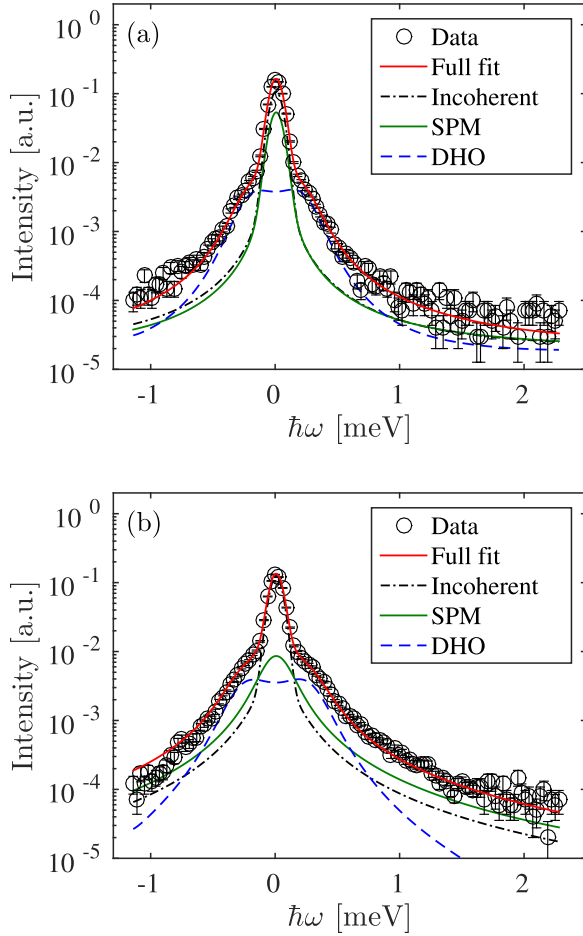 (a)
Data
Full fit
Incoherent
SPM
DHO
Intensity [a.u.]
10 0
10 -1
10 -2
10 -3
10 -4
10 -5
-1 0 1 2
ħω [meV]
(b)
Data
Full fit
Incoherent
SPM
DHO
Intensity [a.u.]
10 0
10 -1
10 -2
10 -3
10 -4
10 -5
-1 0 1 2
ħω [meV]